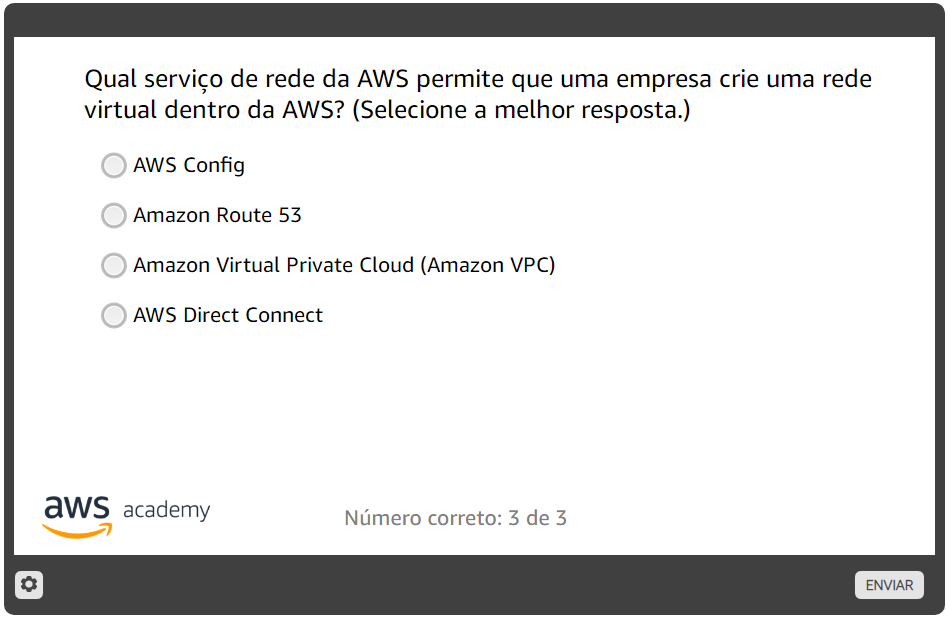 Qual serviço de rede da AWS permite que uma empresa crie uma rede
virtual dentro da AWS? (Selecione a melhor resposta.)
AWS Config
Amazon Route 53
Amazon Virtual Private Cloud (Amazon VPC)
AWS Direct Connect
aws academy
Número correto: 3 de 3
ENVIAR